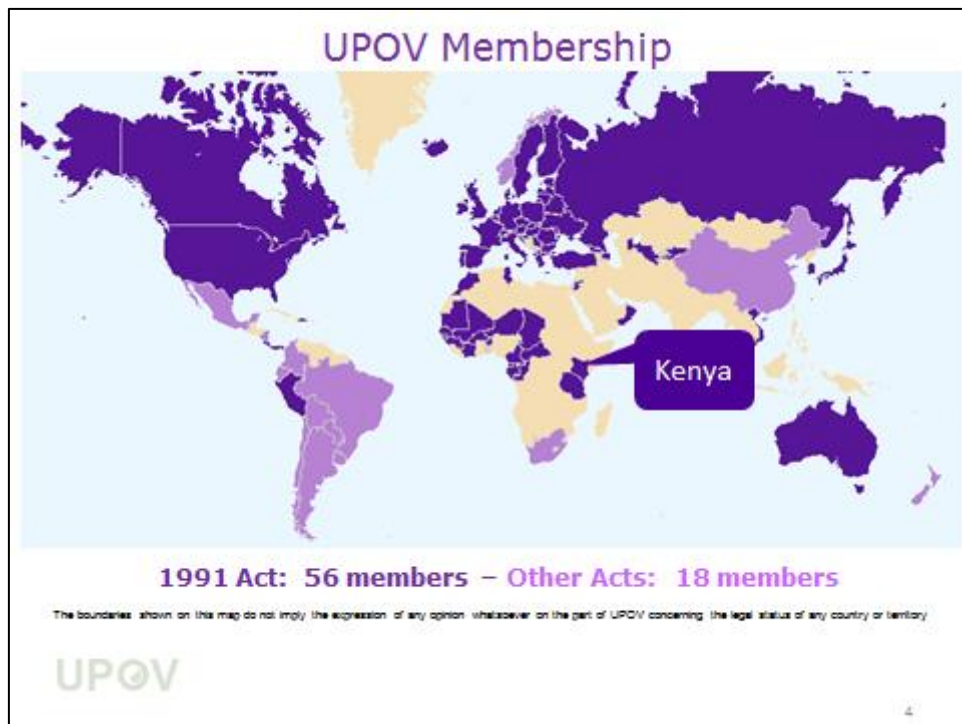 UPOV Membership
Kenya
1991 Act: 56 members – Other Acts: 18 members
The boundaries shown on this map do not imply the expression of any opinion whatsoever on the part of UPOV concerning the legal status of any country or territory
UPOV
4